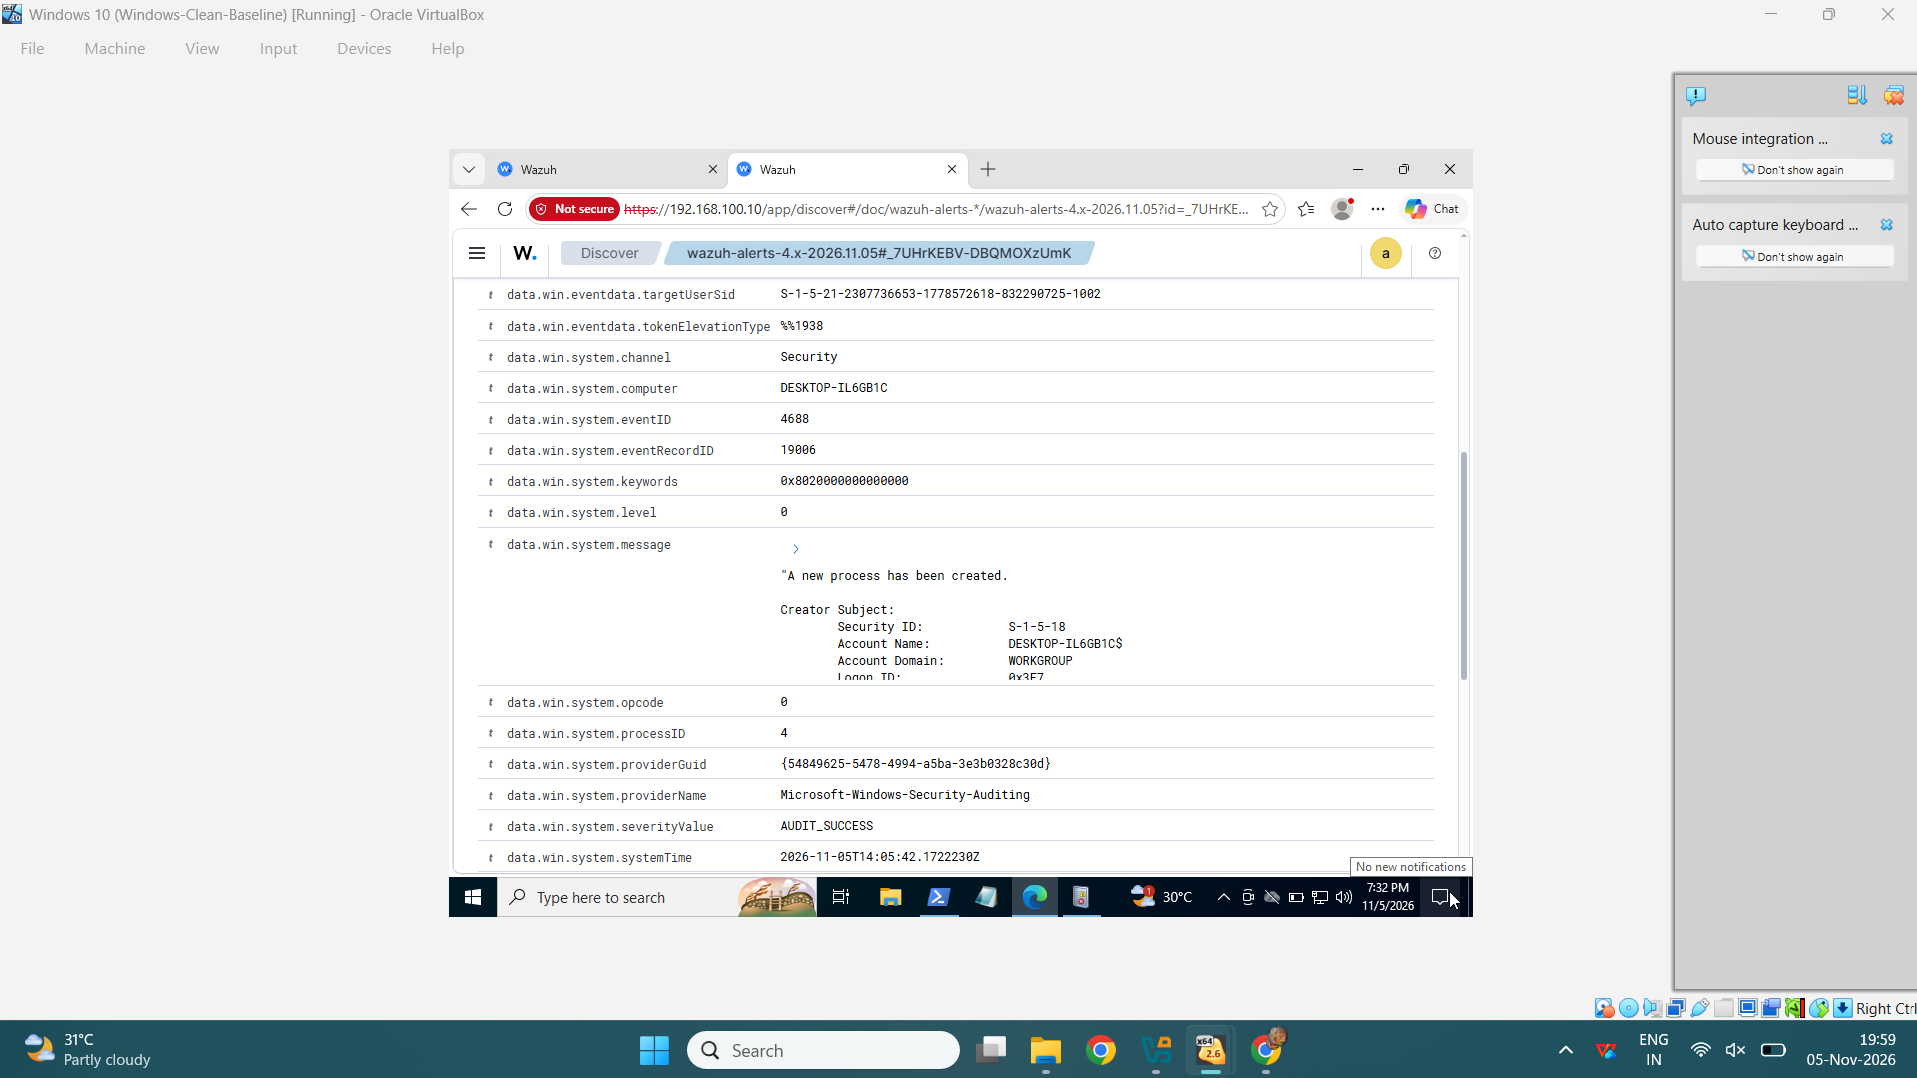 Windows 10 (Windows-Clean-Baseline) [Running] - Oracle VirtualBox
File Machine View Input Devices Help
Mouse integration ...
Don't show again
Auto capture keyboard ...
Don't show again
Wazuh
Wazuh
Not secure https://192.168.100.10/app/discover#/doc/wazuh-alerts-*/wazuh-alerts-4.x-2026.11.05?id=_7UHrKE... Chat
W. Discover wazuh-alerts-4.x-2026.11.05#_7UHrKEBV-DBQMOXzUmK a
t data.win.eventdata.targetUserSid S-1-5-21-2307736653-1778572618-832290725-1002
t data.win.eventdata.tokenElevationType %%1938
t data.win.system.channel Security
t data.win.system.computer DESKTOP-IL6GB1C
t data.win.system.eventID 4688
t data.win.system.eventRecordID 19006
t data.win.system.keywords 0x8020000000000000
t data.win.system.level 0
t data.win.system.message
"A new process has been created.
Creator Subject:
Security ID: S-1-5-18
Account Name: DESKTOP-IL6GB1C$
Account Domain: WORKGROUP
Logon ID: 0x3E7
t data.win.system.opcode 0
t data.win.system.processID 4
t data.win.system.providerGuid {54849625-5478-4994-a5ba-3e3b0328c30d}
t data.win.system.providerName Microsoft-Windows-Security-Auditing
t data.win.system.severityValue AUDIT_SUCCESS
t data.win.system.systemTime 2026-11-05T14:05:42.1722230Z
No new notifications
Type here to search
1 30°C
7:32 PM
11/5/2026
Right Ctrl
31°C
Partly cloudy
Search
x64
2.6
ENG
IN
19:59
05-Nov-2026